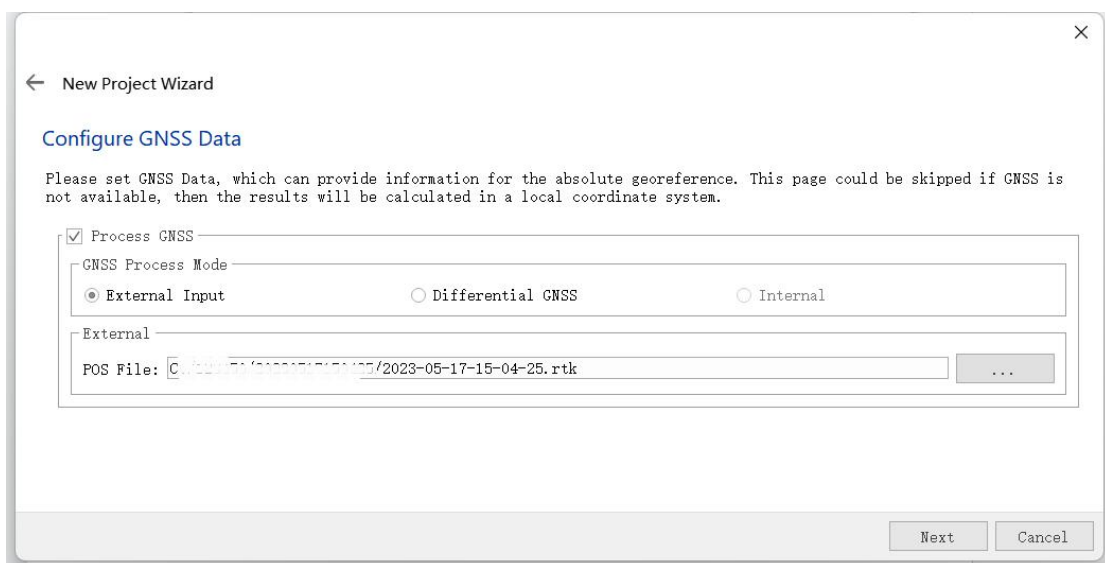 New Project Wizard
Configure GNSS Data
Please set GNSS Data, which can provide information for the absolute georeference. This page could be skipped if GNSS is
not available, then the results will be calculated in a local coordinate system.
Process GNSS
GNSS Process Mode
External Input Differential GNSS Internal
External
POS File: /2023-05-17-15-04-25.rtk ...
Next Cancel